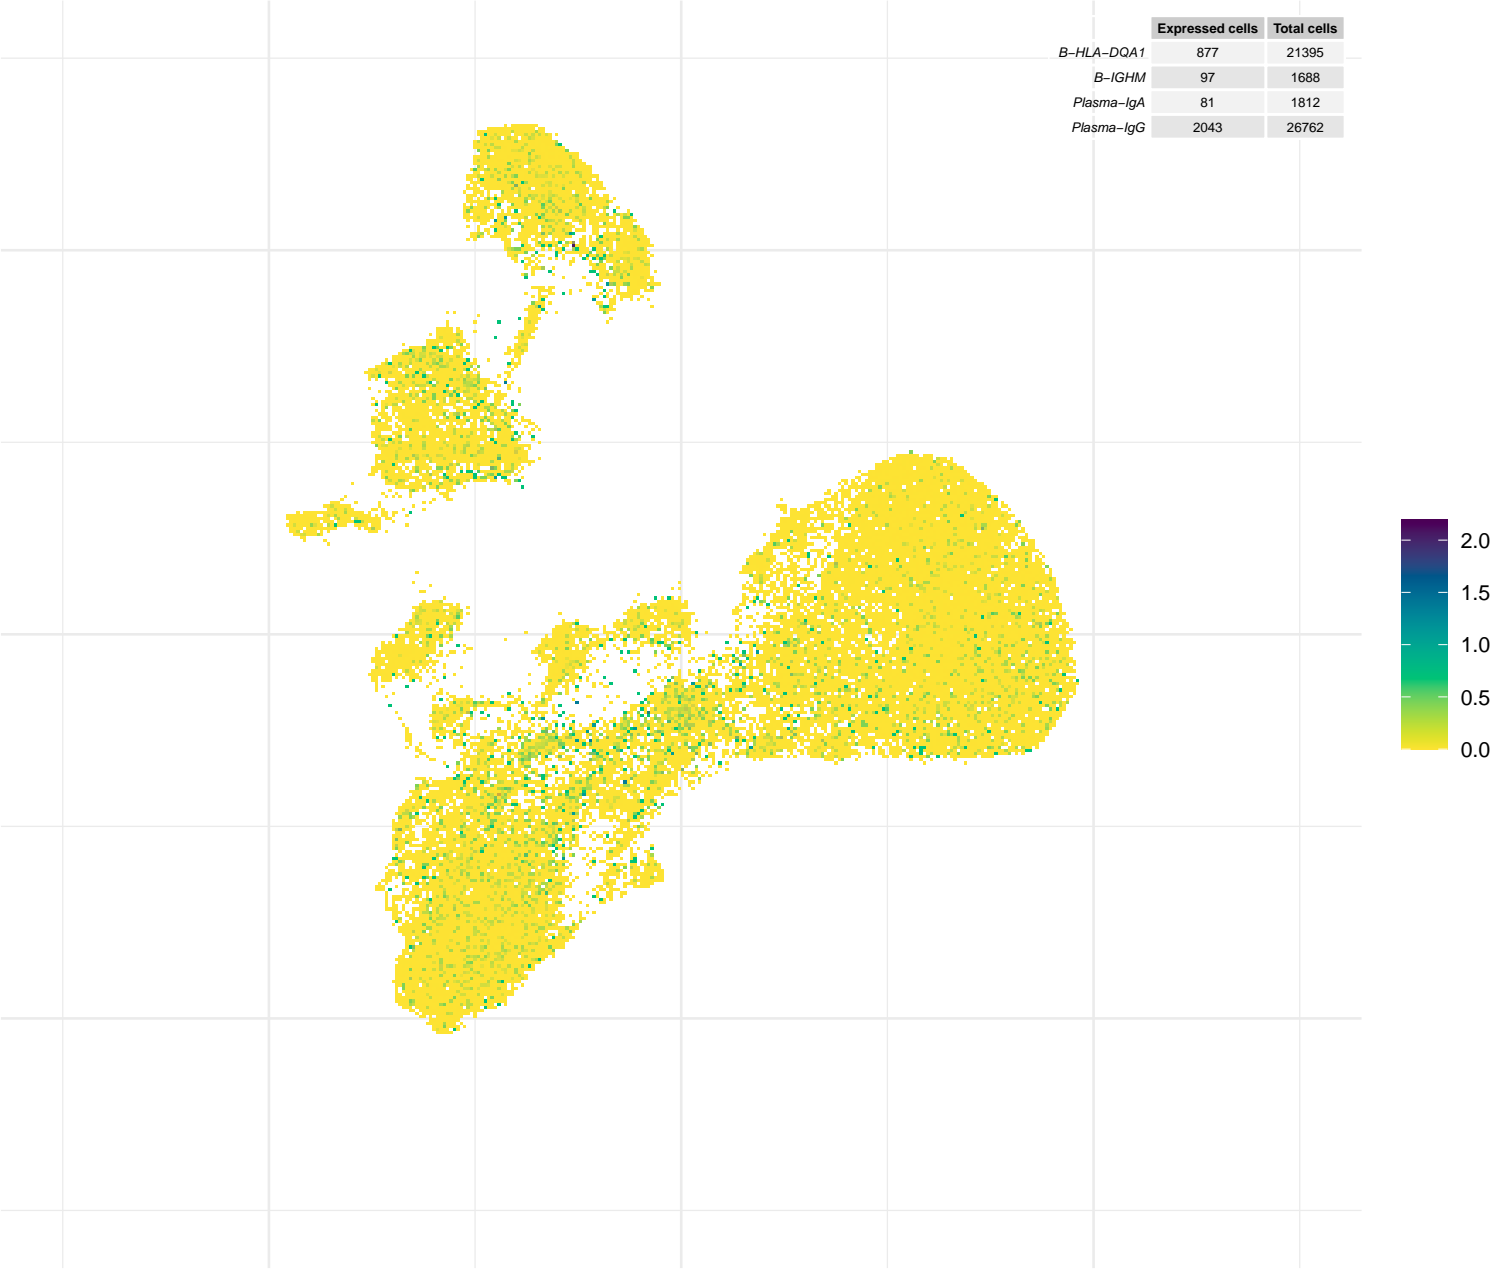 Expressed cells Total cells
B−HLA−DQA1 877 21395
B−IGHM 97 1688
Plasma−IgA 81 1812
Plasma−IgG 2043 26762
2.0
1.5
1.0
0.5
0.0